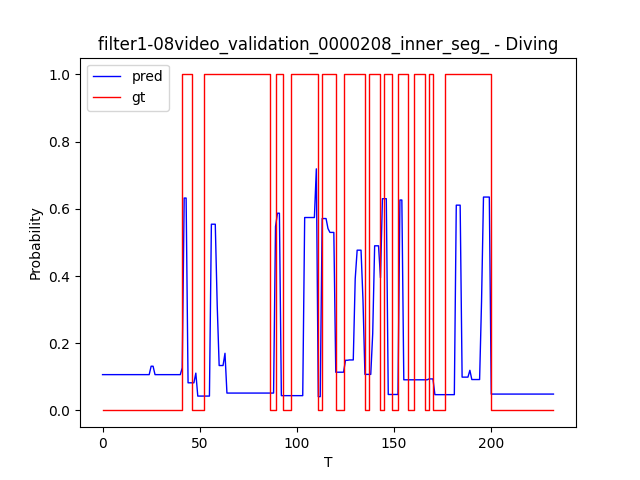 filter1-08video_validation_0000208_inner_seg_ - Diving
pred
gt
1.0
0.8
0.6
0.4
0.2
0.0
Probability
0
50
100
150
200
T